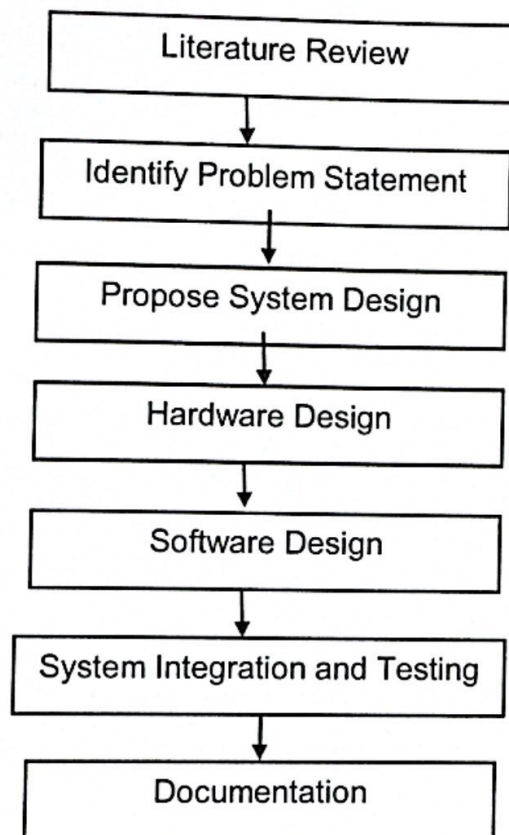 Literature Review
Identify Problem Statement
Propose System Design
Hardware Design
Software Design
System Integration and Testing
Documentation